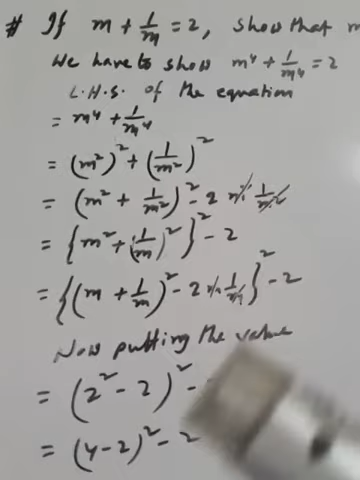 # If m + 1/m = 2, show that m
We have to show m⁴ + 1/m⁴ = 2
L.H.S. of the equation
= m⁴ + 1/m⁴
= (m²)² + (1/m²)²
= (m² + 1/m²)² - 2 m² · 1/m²
= {m² + (1/m)²}² - 2
= {(m + 1/m)² - 2 m · 1/m}² - 2
Now putting the value
= (2² - 2)² -
= (4 - 2)² - 2